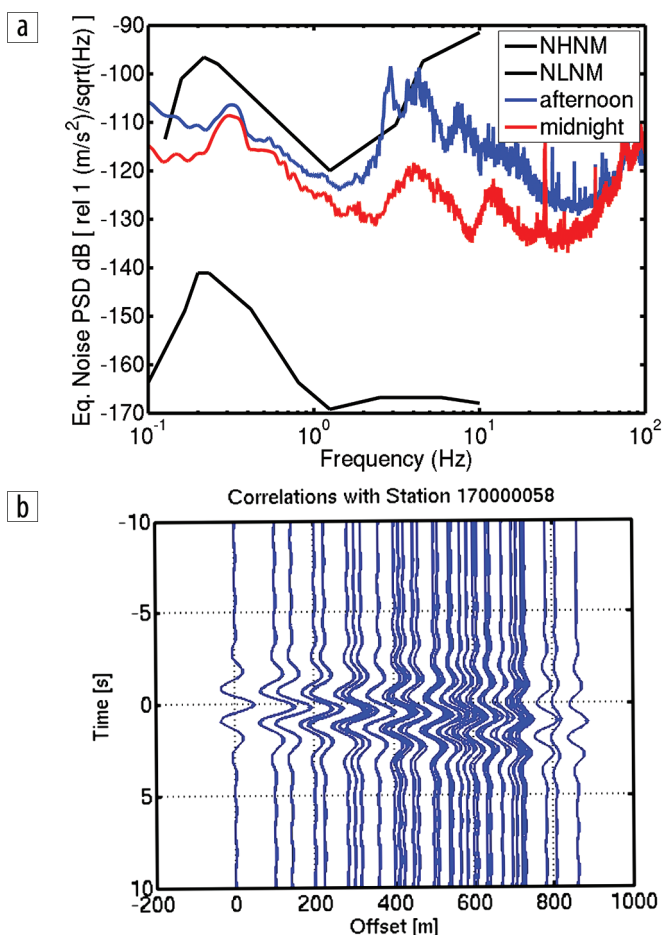 a
-90
-100
-110
-120
-130
-140
-150
-160
-170
Eq. Noise PSD dB [ rel 1 (m/s²)/sqrt(Hz)
NHNM
NLNM
afternoon
midnight
10⁻¹ 10⁰ 10¹ 10²
Frequency (Hz)
b
Correlations with Station 170000058
-10
-5
0
5
10
Time [s]
-200 0 200 400 600 800 1000
Offset [m]